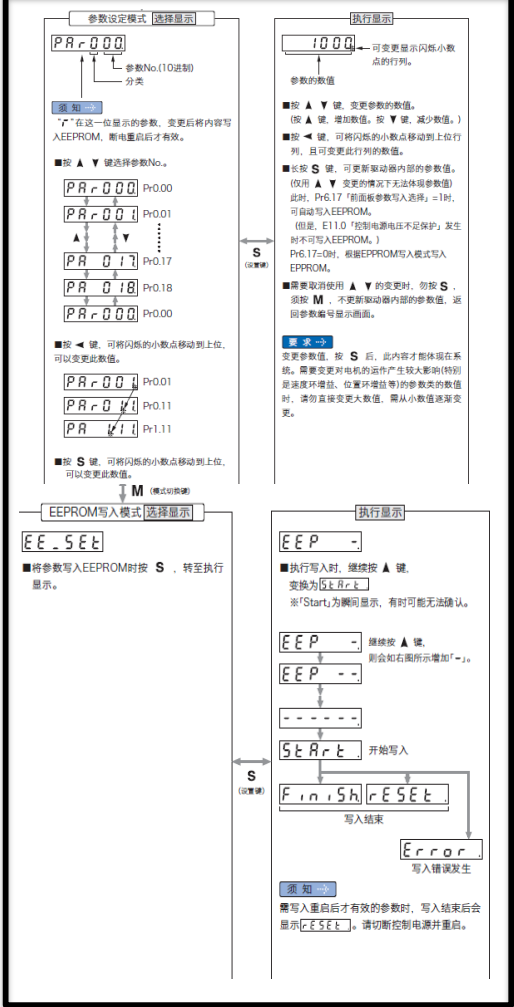 参数设定模式 选择显示
PAr000.
参数No.(10进制)
分类
须 知
“r”在这一位显示的参数，变更后将内容写
入EEPROM，断电重启后才有效。
■按 ▲ ▼ 键选择参数No.。
PAr000. Pr0.00
PAr001. Pr0.01
▲ ▼
PA 017. Pr0.17
PA 018. Pr0.18
PAr000. Pr0.00
■按 ◄ 键，可将闪烁的小数点移动到上位，
可以变更此数值。
PAr001. Pr0.01
PAr011. Pr0.11
PA 111. Pr1.11
■按 S 键，可将闪烁的小数点移动到上位，
可以变更此数值。
S
(设置键)
执行显示
1000.
可变更显示闪烁小数
点的行列。
参数的数值
■按 ▲ ▼ 键，变更参数的数值。
(按 ▲ 键，增加数值。按 ▼ 键，减少数值。)
■按 ◄ 键，可将闪烁的小数点移动到上位行
列，且可变更此行列的数值。
■长按 S 键，可更新驱动器内部的参数值。
(仅用 ▲ ▼ 变更的情况下无法体现参数值)
此时，Pr6.17「前面板参数写入选择」=1时，
可自动写入EEPROM。
(但是，E11.0「控制电源电压不足保护」发生
时不可写入EEPROM。)
Pr6.17=0时，根据EPPROM写入模式写入
EPPROM。
■需要取消使用 ▲ ▼ 的变更时，勿按 S ，
须按 M ，不更新驱动器内部的参数值，返
回参数编号显示画面。
要 求
变更参数值，按 S 后，此内容才能体现在系
统。需要变更对电机的运作产生较大影响(特别
是速度环增益、位置环增益等)的参数类的数值
时，请勿直接变更大数值，需从小数值逐渐变
更。
M (模式切换键)
EEPROM写入模式 选择显示
EE_SEt
■将参数写入EEPROM时按 S ，转至执行
显示。
S
(设置键)
执行显示
EEP -.
■执行写入时，继续按 ▲ 键，
变换为 StArt .
※「Start」为瞬间显示，有时可能无法确认。
EEP -. 继续按 ▲ 键，
则会如右图所示增加「-」。
EEP --.
------.
StArt . 开始写入
FiniSh. rESEt .
写入结束
Error .
写入错误发生
须 知
需写入重启后才有效的参数时，写入结束后会
显示 rESEt . 。请切断控制电源并重启。